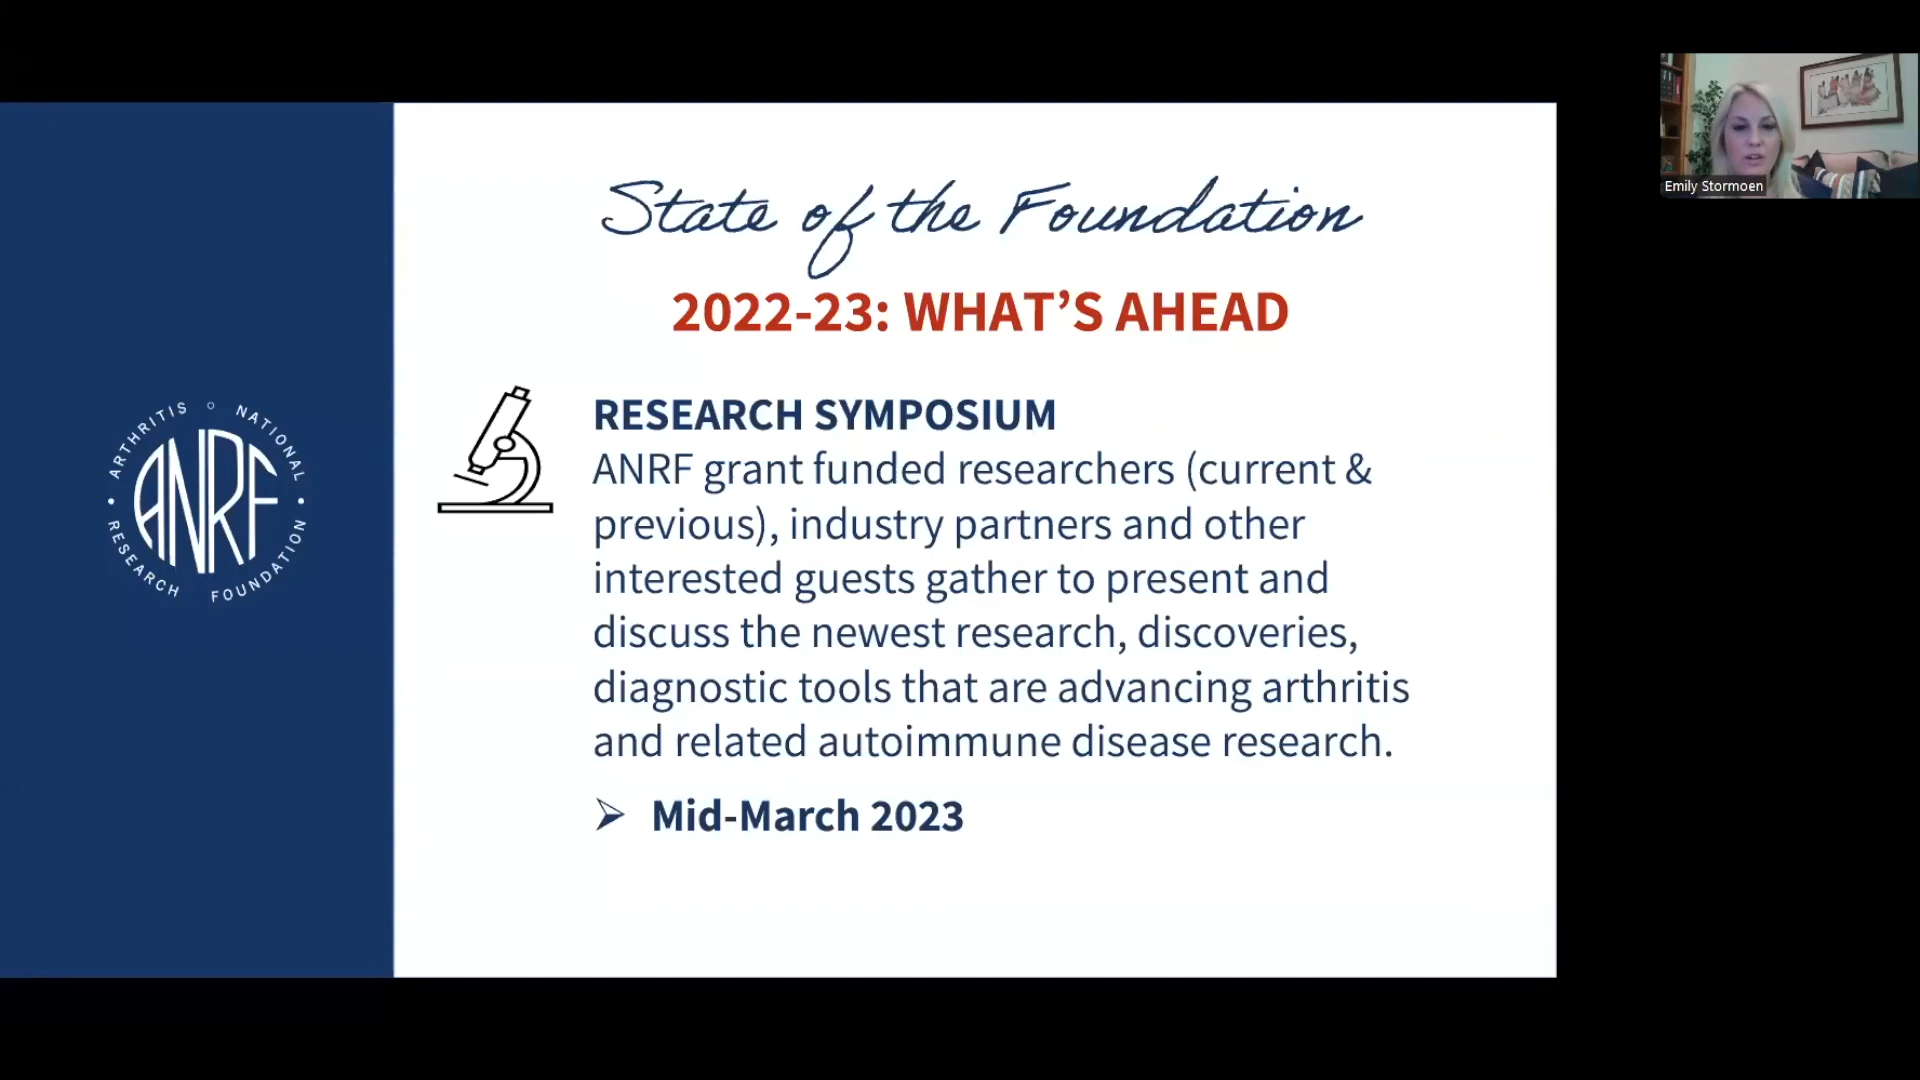 State of the Foundation
2022-23: WHAT’S AHEAD
RESEARCH SYMPOSIUM
ANRF grant funded researchers (current &
previous), industry partners and other
interested guests gather to present and
discuss the newest research, discoveries,
diagnostic tools that are advancing arthritis
and related autoimmune disease research.
Mid-March 2023
ARTHRITIS NATIONAL
ANRF
RESEARCH FOUNDATION
Emily Stormoen